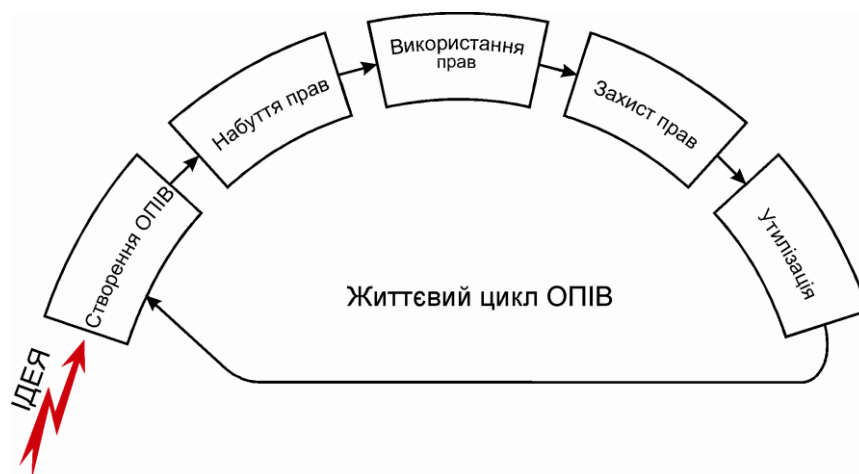 ІДЕЯ
Створення ОПІВ
Набуття прав
Використання
прав
Захист прав
Утилізація
Життєвий цикл ОПІВ